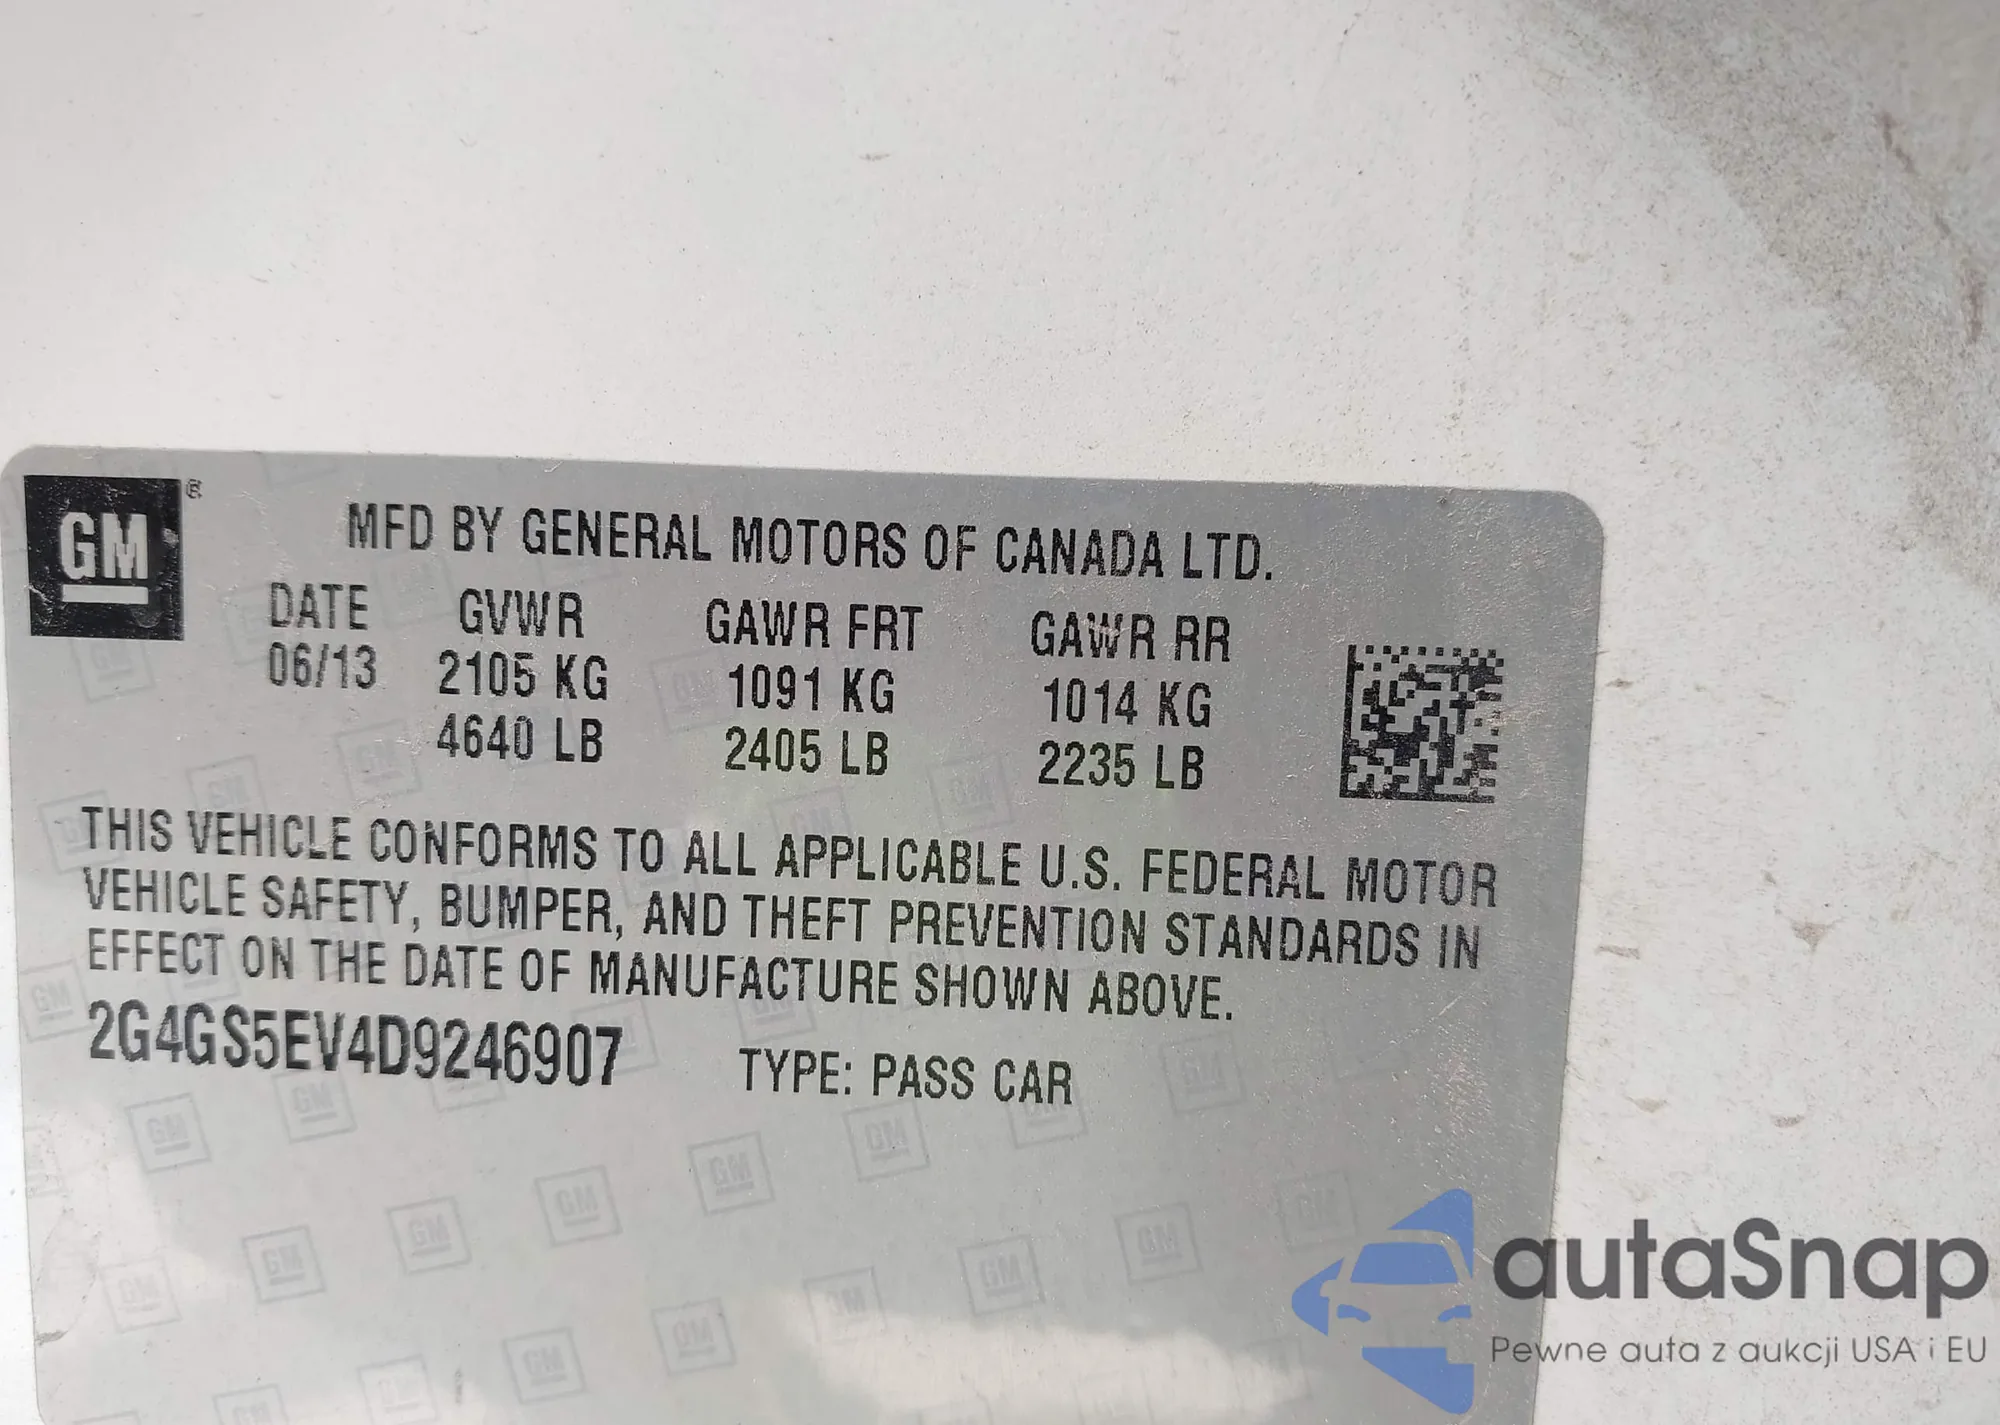 GM®
MFD BY GENERAL MOTORS OF CANADA LTD.
DATE GVWR GAWR FRT GAWR RR
06/13 2105 KG 1091 KG 1014 KG
4640 LB 2405 LB 2235 LB
THIS VEHICLE CONFORMS TO ALL APPLICABLE U.S. FEDERAL MOTOR
VEHICLE SAFETY, BUMPER, AND THEFT PREVENTION STANDARDS IN
EFFECT ON THE DATE OF MANUFACTURE SHOWN ABOVE.
2G4GS5EV4D9246907 TYPE: PASS CAR
autaSnap
Pewne auta z aukcji USA i EU